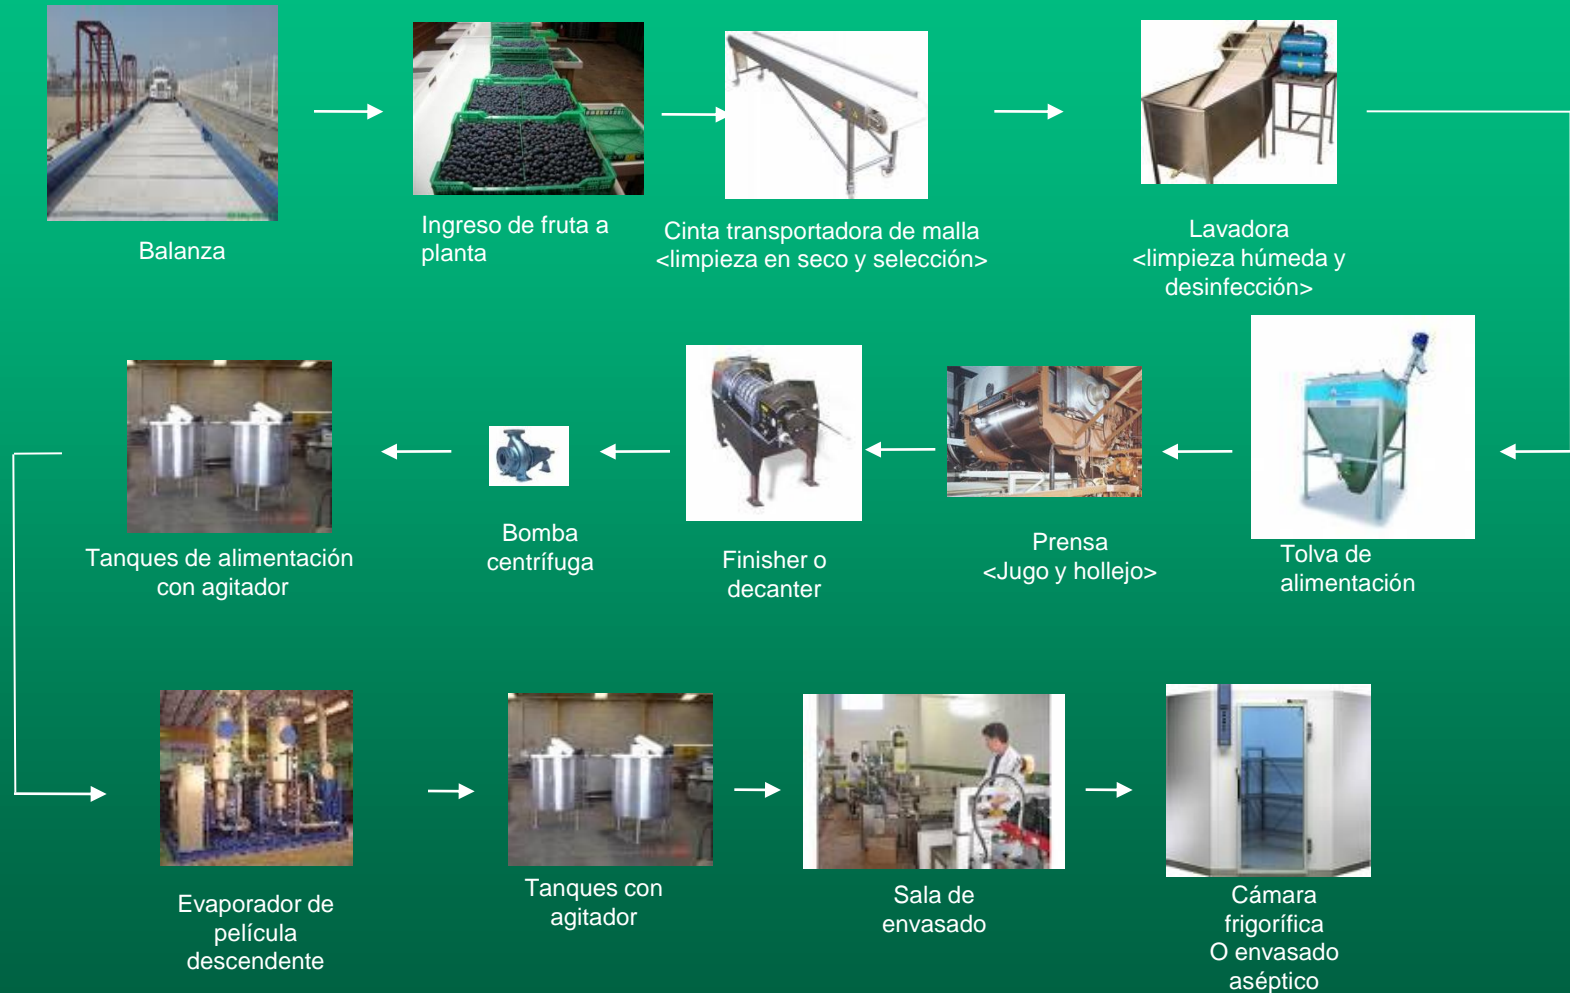 Balanza
Ingreso de fruta a
planta
Cinta transportadora de malla
<limpieza en seco y selección>
Lavadora
<limpieza húmeda y
desinfección>
Tanques de alimentación
con agitador
Bomba
centrífuga
Finisher o
decanter
Prensa
<Jugo y hollejo>
Tolva de
alimentación
Evaporador de
película
descendente
Tanques con
agitador
Sala de
envasado
Cámara
frigorífica
O envasado
aséptico